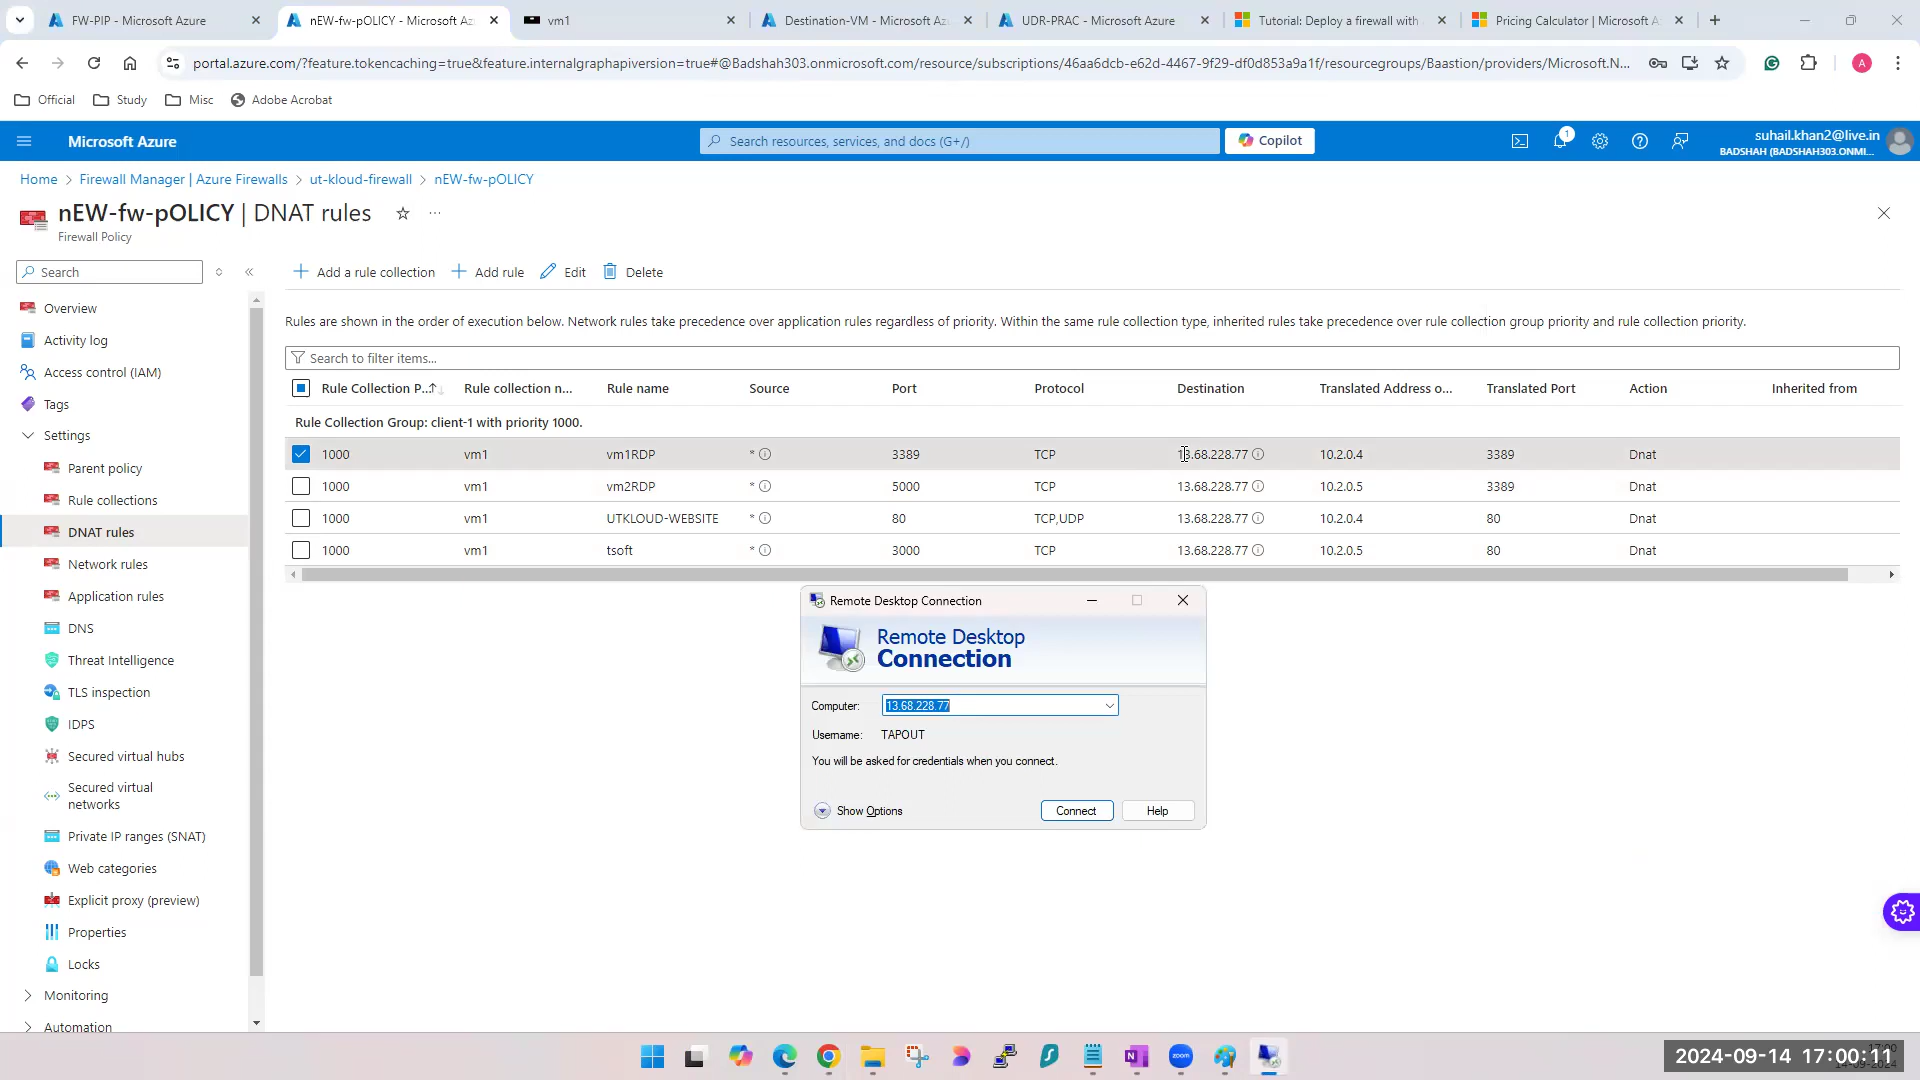 FW-PIP - Microsoft Azure
nEW-fw-pOLICY - Microsoft Az
vm1
Destination-VM - Microsoft Az
UDR-PRAC - Microsoft Azure
Tutorial: Deploy a firewall with
Pricing Calculator | Microsoft A
portal.azure.com/?feature.tokencaching=true&feature.internalgraphapiversion=true#@Badshah303.onmicrosoft.com/resource/subscriptions/46aa6dcb-e62d-4467-9f29-df0d853a9a1f/resourcegroups/Baastion/providers/Microsoft.N...
A
Official
Study
Misc
Adobe Acrobat
Microsoft Azure
Search resources, services, and docs (G+/)
Copilot
1
suhail.khan2@live.in
BADSHAH (BADSHAH303.ONMI...
Home > Firewall Manager | Azure Firewalls > ut-kloud-firewall > nEW-fw-pOLICY
nEW-fw-pOLICY | DNAT rules
Firewall Policy
Search
Add a rule collection
Add rule
Edit
Delete
Overview
Activity log
Access control (IAM)
Tags
Settings
Parent policy
Rule collections
DNAT rules
Network rules
Application rules
DNS
Threat Intelligence
TLS inspection
IDPS
Secured virtual hubs
Secured virtual
networks
Private IP ranges (SNAT)
Web categories
Explicit proxy (preview)
Properties
Locks
Monitoring
Automation
Rules are shown in the order of execution below. Network rules take precedence over application rules regardless of priority. Within the same rule collection type, inherited rules take precedence over rule collection group priority and rule collection priority.
Search to filter items...
Rule Collection P... Rule collection n... Rule name Source Port Protocol Destination Translated Address o... Translated Port Action Inherited from
Rule Collection Group: client-1 with priority 1000.
1000 vm1 vm1RDP * 3389 TCP 13.68.228.77 10.2.0.4 3389 Dnat
1000 vm1 vm2RDP * 5000 TCP 13.68.228.77 10.2.0.5 3389 Dnat
1000 vm1 UTKLOUD-WEBSITE * 80 TCP,UDP 13.68.228.77 10.2.0.4 80 Dnat
1000 vm1 tsoft * 3000 TCP 13.68.228.77 10.2.0.5 80 Dnat
Remote Desktop Connection
Remote Desktop
Connection
Computer: 13.68.228.77
Username: TAPOUT
You will be asked for credentials when you connect.
Show Options
Connect
Help
zoom
2024-09-14 17:00:11